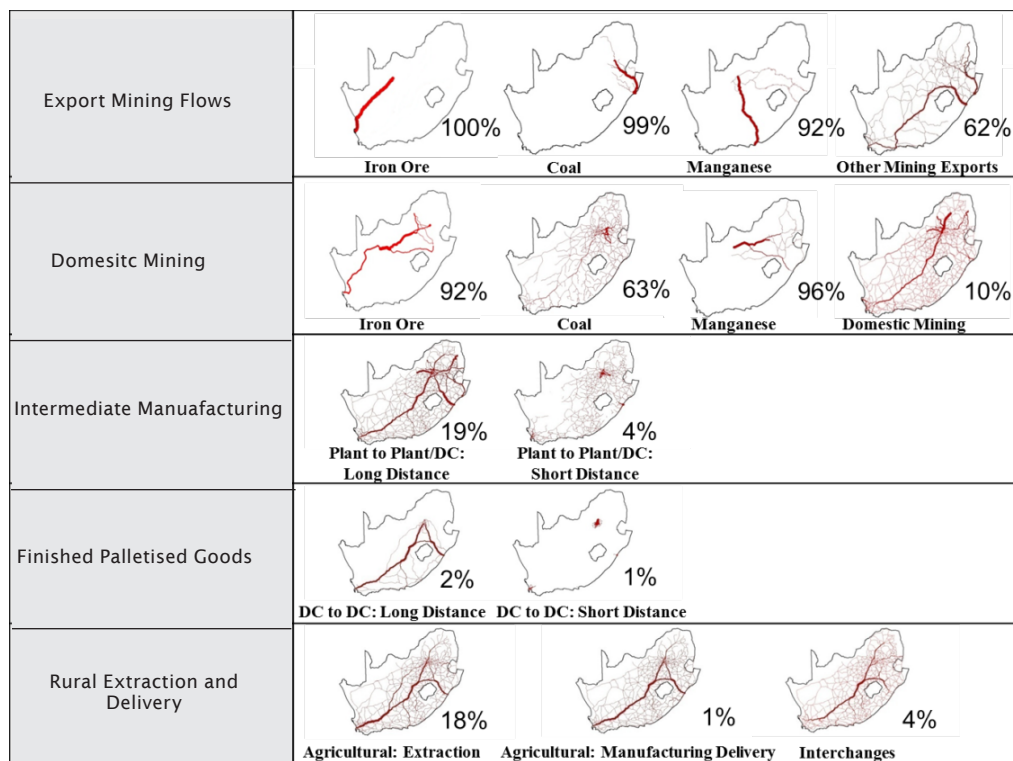 Export Mining Flows
100%
99%
92%
62%
Iron Ore
Coal
Manganese
Other Mining Exports
Domesitc Mining
92%
63%
96%
10%
Iron Ore
Coal
Manganese
Domestic Mining
Intermediate Manuafacturing
19%
4%
Plant to Plant/DC:
Long Distance
Plant to Plant/DC:
Short Distance
Finished Palletised Goods
2%
1%
DC to DC: Long Distance
DC to DC: Short Distance
Rural Extraction and
Delivery
18%
1%
4%
Agricultural: Extraction
Agricultural: Manufacturing Delivery
Interchanges